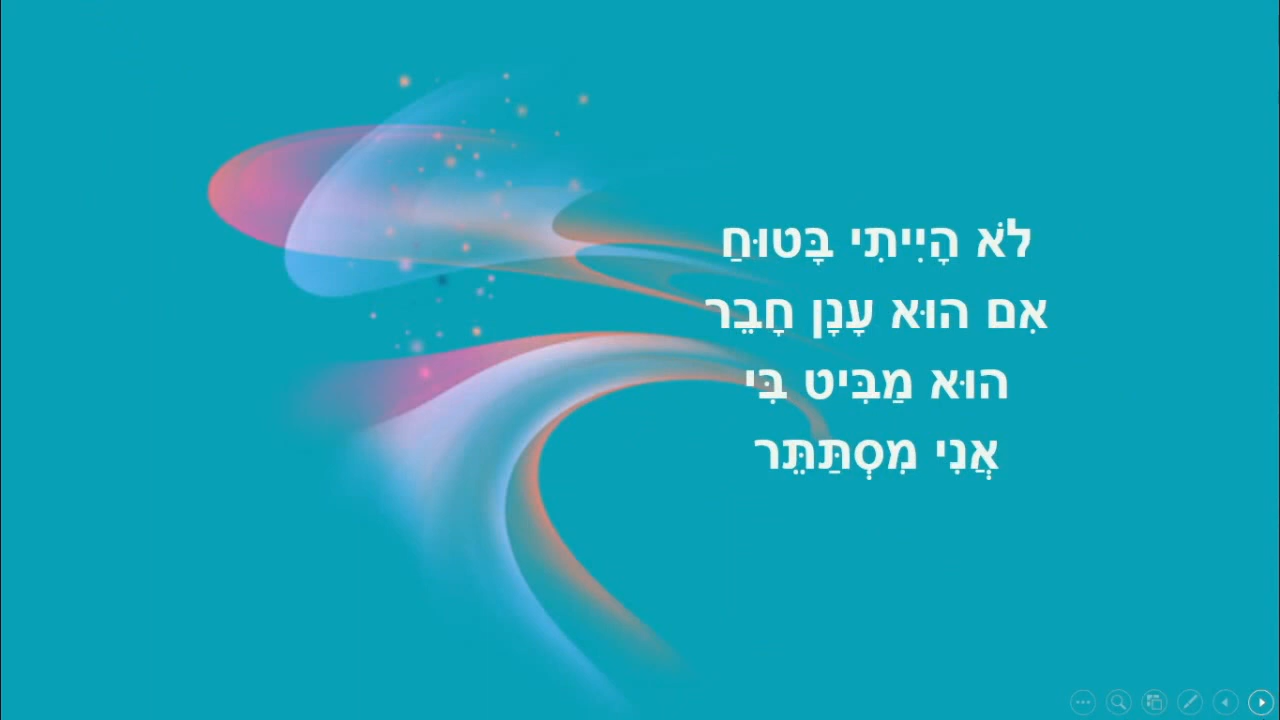 לֹא הָיִיתִי בָּטוּחַ
אִם הוּא עָנָן חָבֵר
הוּא מַבִּיט בִּי
אֲנִי מִסְתַּתֵּר